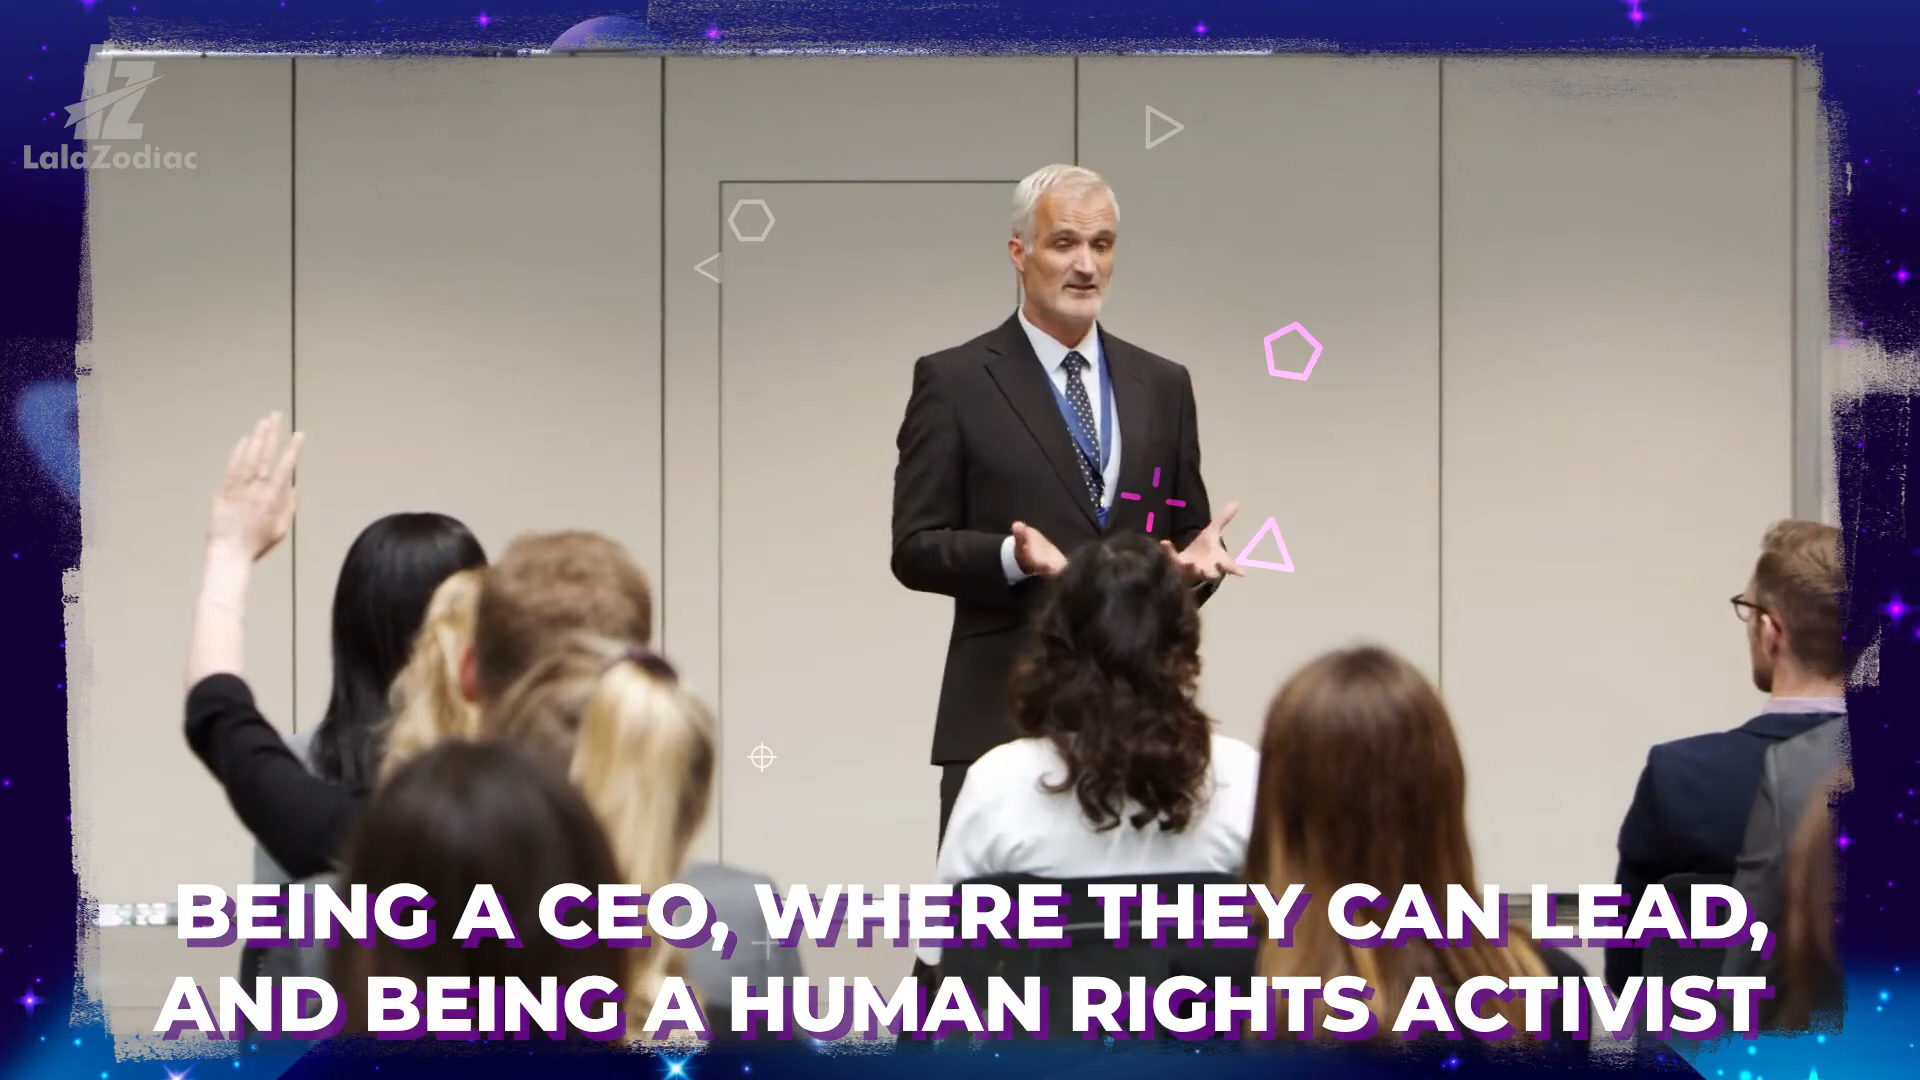 LalaZodiac
BEING A CEO, WHERE THEY CAN LEAD,
AND BEING A HUMAN RIGHTS ACTIVIST